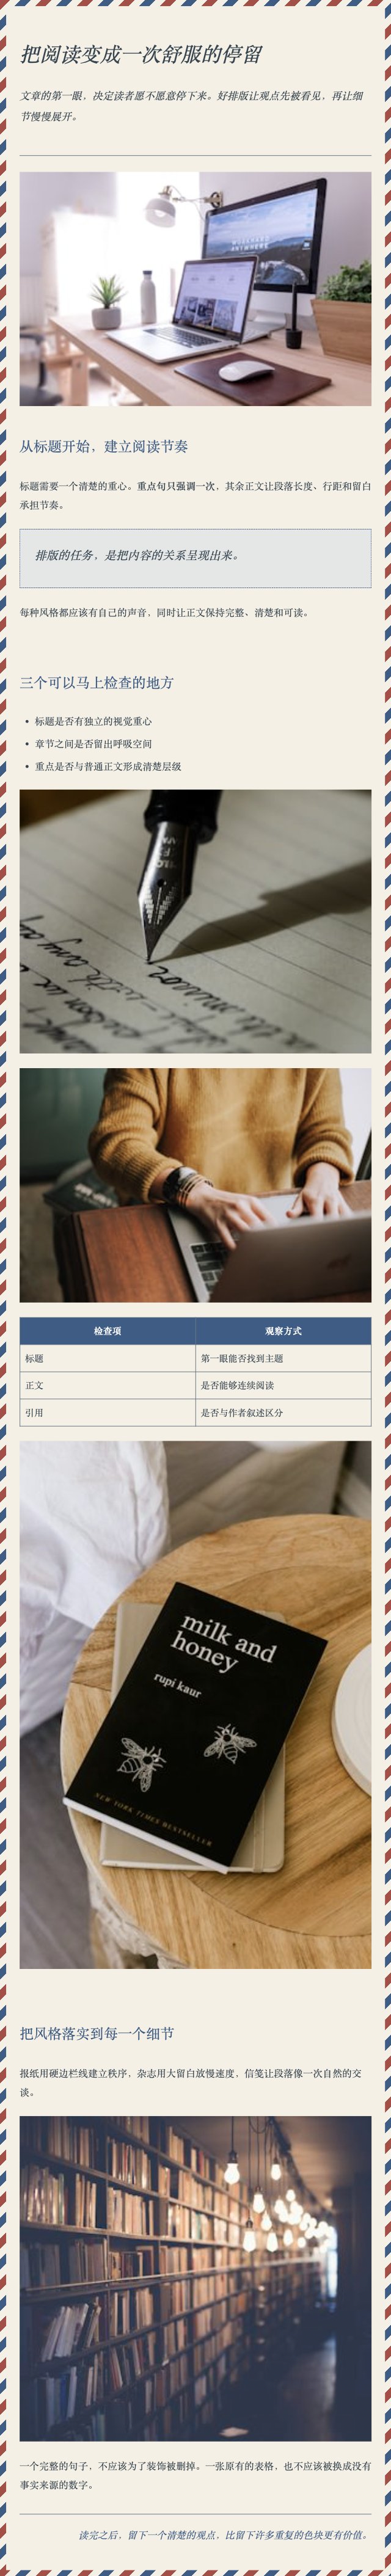 把阅读变成一次舒服的停留
文章的第一眼，决定读者愿不愿意停下来。好排版让观点先被看见，再让细
节慢慢展开。
从标题开始，建立阅读节奏
标题需要一个清楚的重心。重点句只强调一次，其余正文让段落长度、行距和留白
承担节奏。
排版的任务，是把内容的关系呈现出来。
每种风格都应该有自己的声音，同时让正文保持完整、清楚和可读。
三个可以马上检查的地方
• 标题是否有独立的视觉重心
• 章节之间是否留出呼吸空间
• 重点是否与普通正文形成清楚层级
检查项 观察方式
标题 第一眼能否找到主题
正文 是否能够连续阅读
引用 是否与作者叙述区分
milk and
honey
rupi kaur
NEW YORK TIMES BESTSELLER
把风格落实到每一个细节
报纸用硬边栏线建立秩序，杂志用大留白放慢速度，信笺让段落像一次自然的交
谈。
一个完整的句子，不应该为了装饰被删掉。一张原有的表格，也不应该被换成没有
事实来源的数字。
读完之后，留下一个清楚的观点，比留下许多重复的色块更有价值。